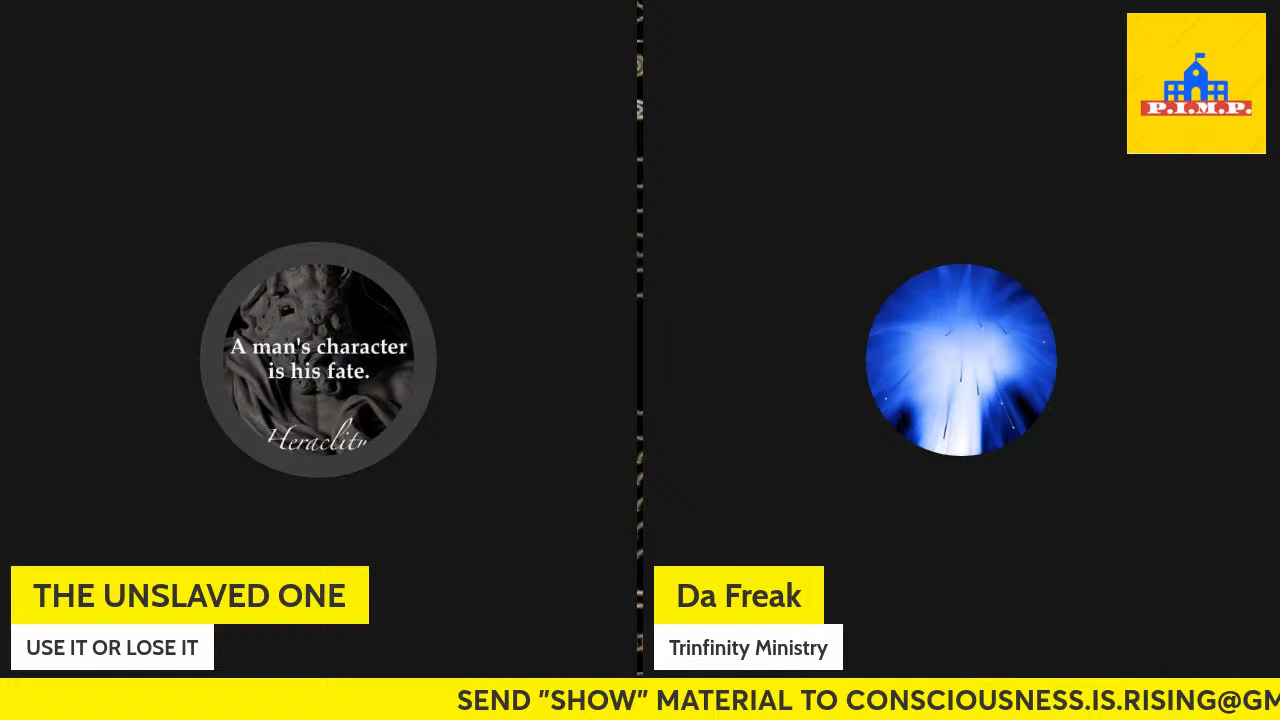 P.I.M.P.
A man's character
is his fate.
THE UNSLAVED ONE
USE IT OR LOSE IT
Da Freak
Trinfinity Ministry
SEND "SHOW" MATERIAL TO CONSCIOUSNESS.IS.RISING@GM